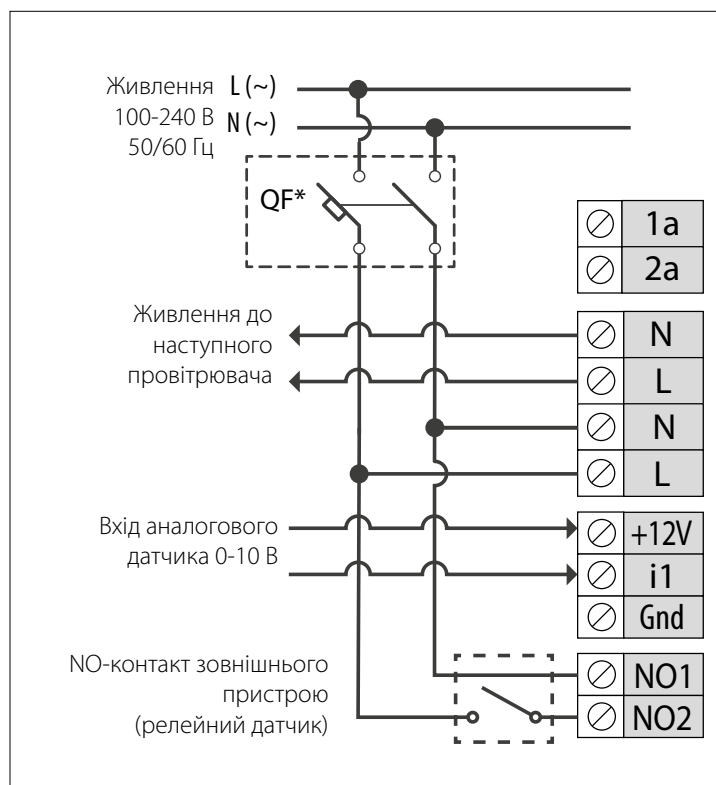 Живлення L (~)
100-240 В N (~)
50/60 Гц
QF*
1a
2a
Живлення до
наступного
провітрювача
N
L
N
L
Вхід аналогового
датчика 0-10 В
+12V
i1
Gnd
NO-контакт зовнішнього
пристрою
(релейний датчик)
NO1
NO2